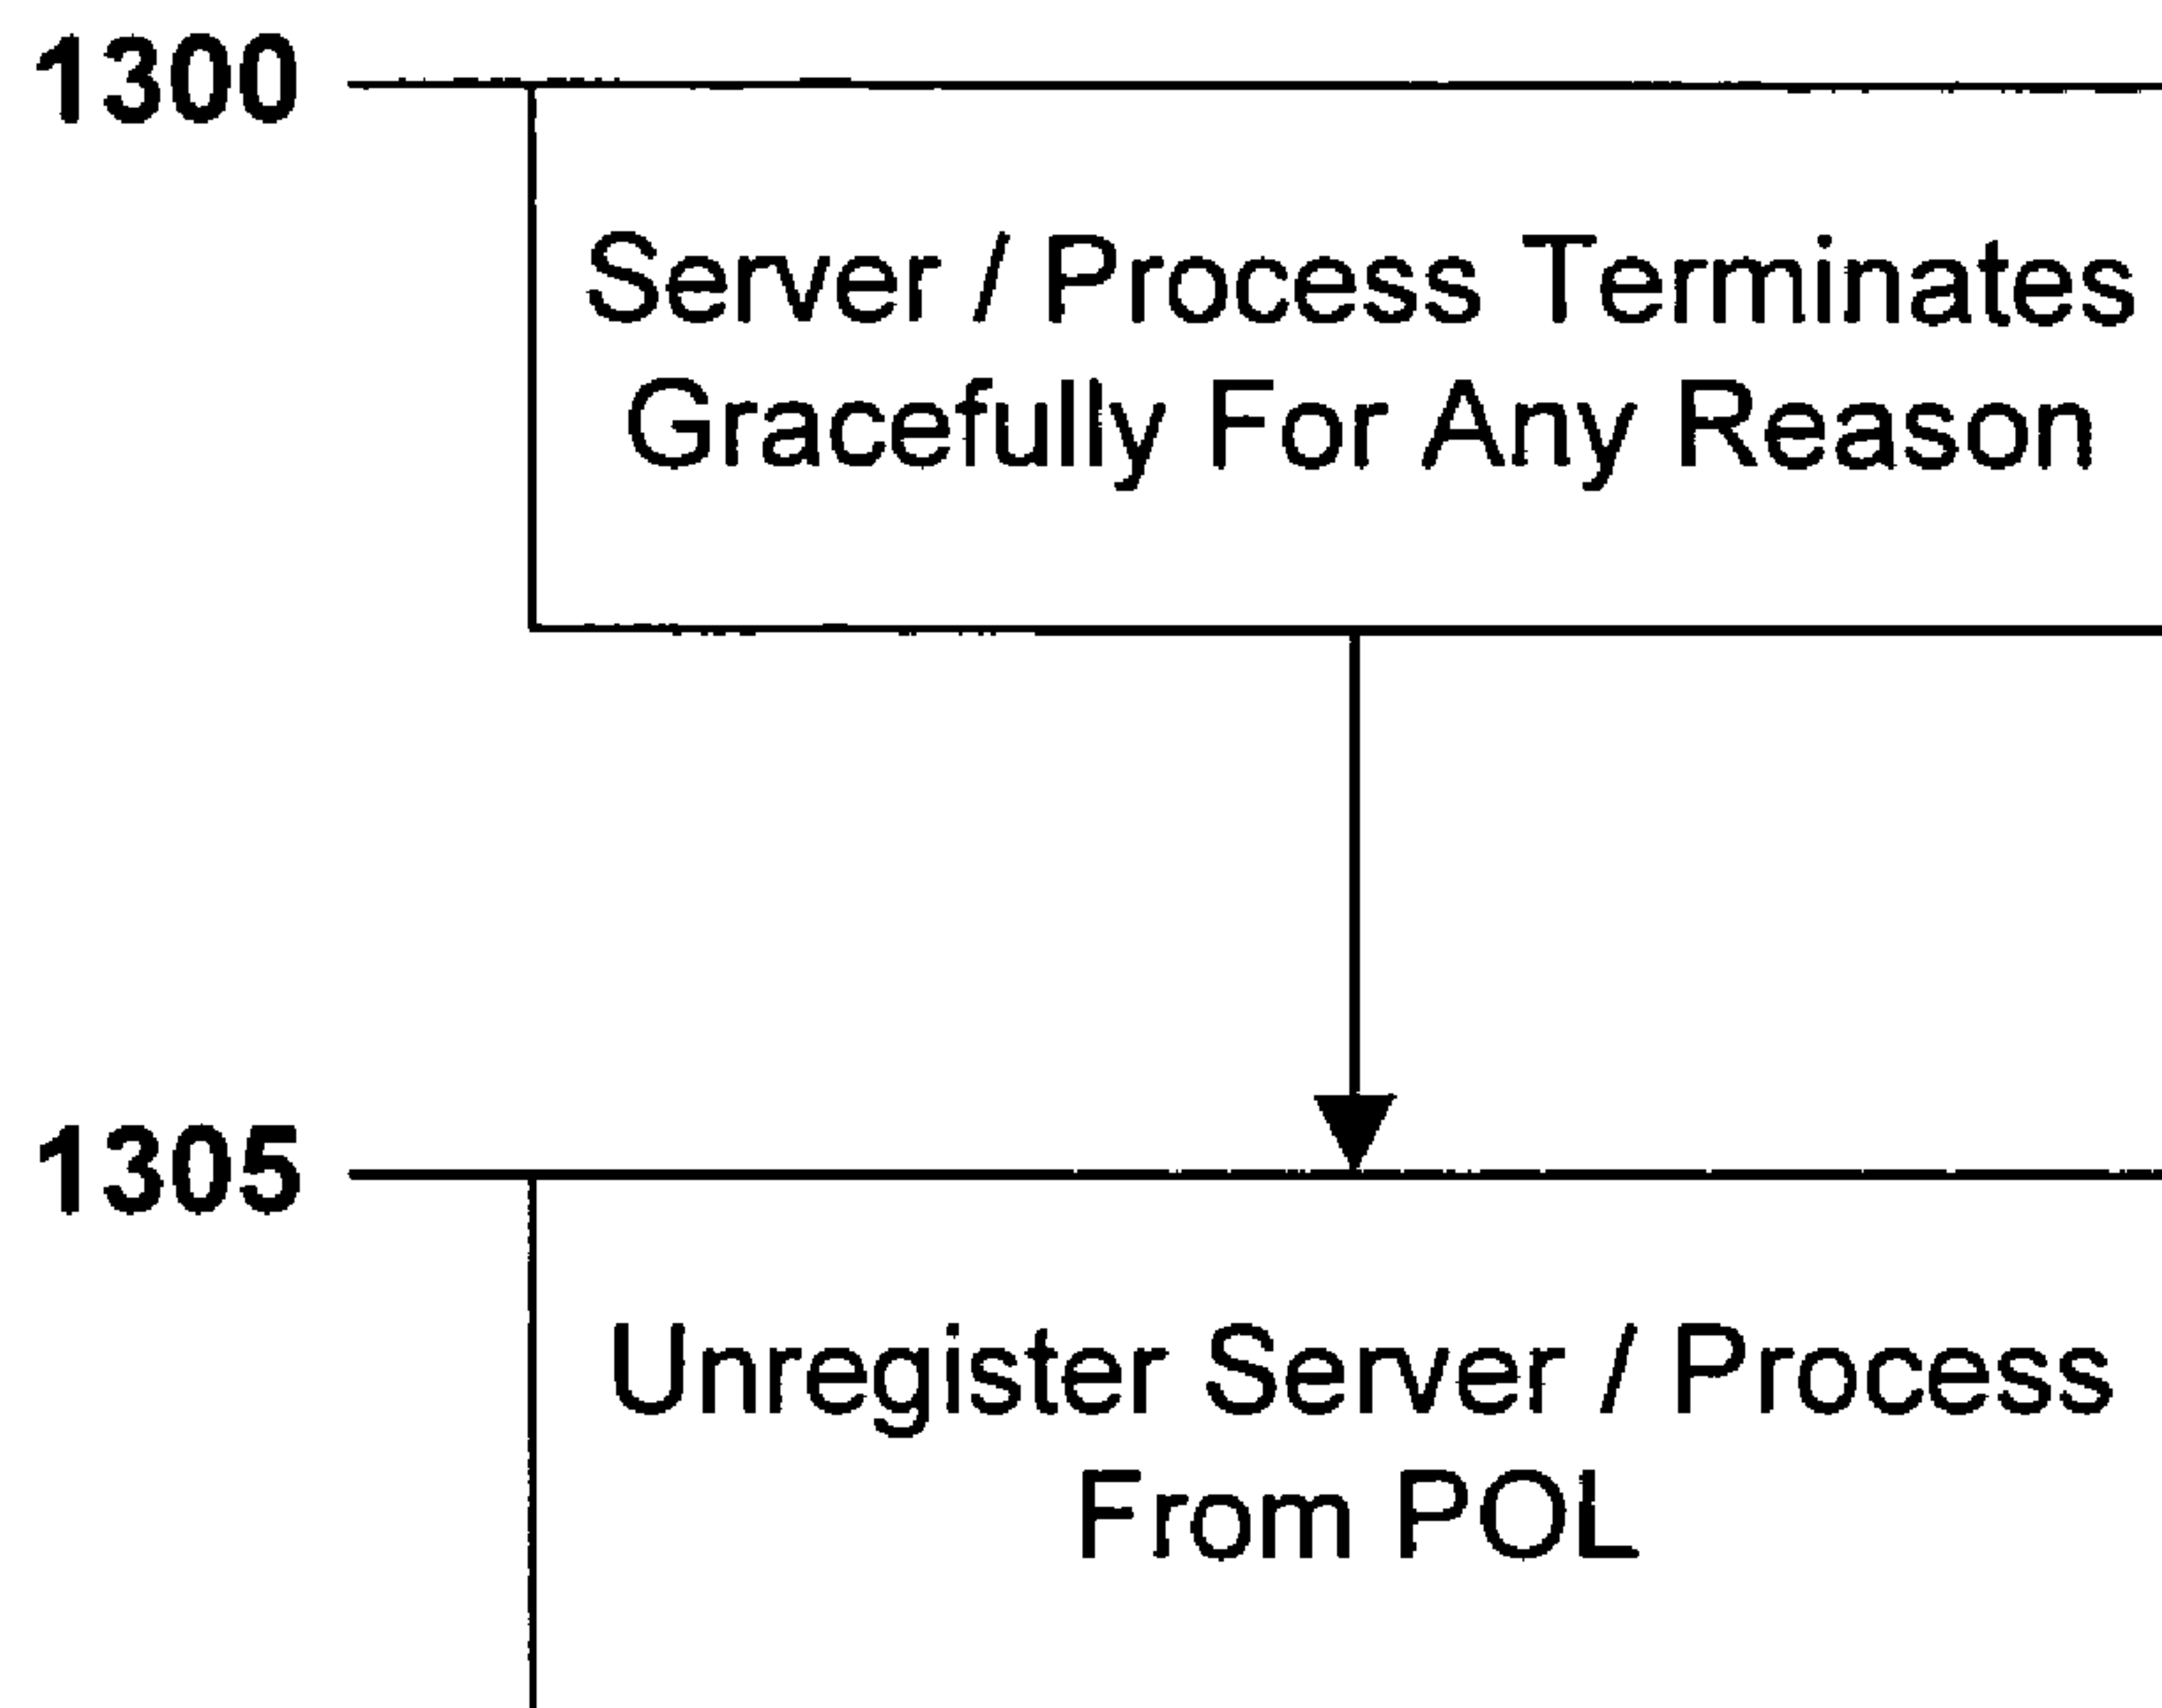 1300
Server / Process Terminates
Gracefully For Any Reason
1305
Unregister Server / Process
From POL